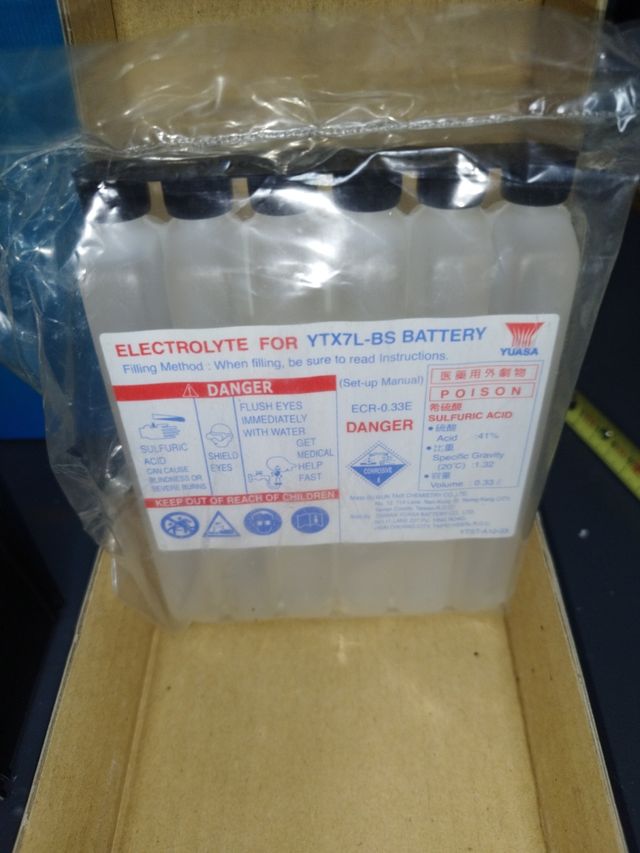 ELECTROLYTE FOR YTX7L-BS BATTERY
YUASA
Filling Method : When filling, be sure to read Instructions.
(Set-up Manual)
DANGER
SULFURIC
ACID
CAN CAUSE
BLINDNESS OR
SEVERE BURNS
SHIELD
EYES
FLUSH EYES
IMMEDIATELY
WITH WATER
GET
MEDICAL
HELP
FAST
KEEP OUT OF REACH OF CHILDREN
ECR-0.33E
DANGER
CORROSIVE
医藥用外劇物
POISON
希硫酸
SULFURIC ACID
●硫酸
Acid :41%
●比重
Specific Gravity
(20℃) :1.32
●容量
Volume : 0.33 ℓ